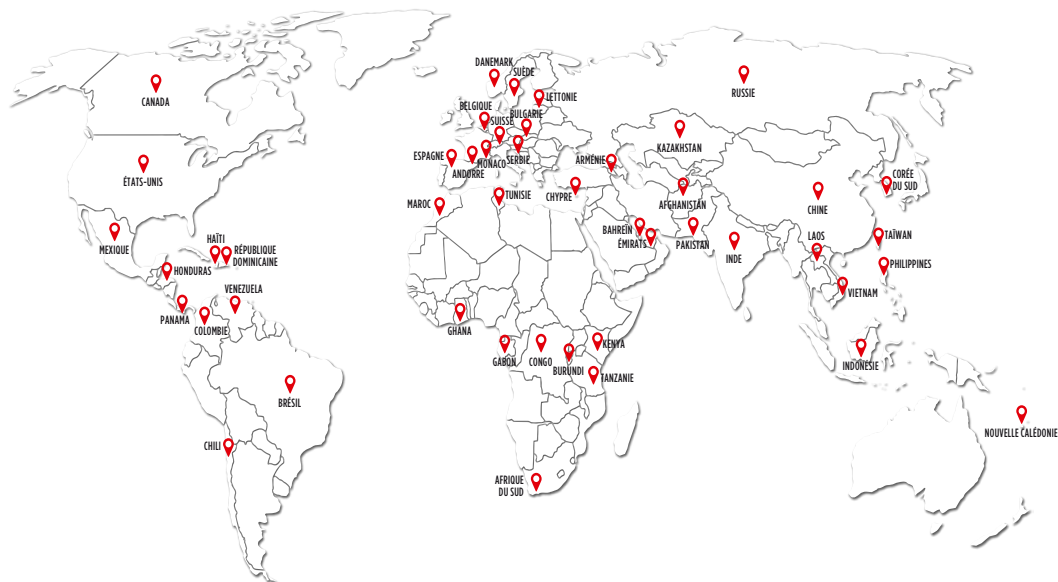 DANEMARK
SUÈDE
RUSSIE
CANADA
LETTONIE
BELGIQUE
BULGARIE
SUISSE
KAZAKHSTAN
ESPAGNE
MONACO
SERBIE
ARMÉNIE
ANDORRE
CORÉE
DU SUD
ÉTATS-UNIS
TUNISIE
CHYPRE
AFGHANISTAN
CHINE
MAROC
BAHREÏN
ÉMIRATS
PAKISTAN
INDE
LAOS
TAÏWAN
MEXIQUE
HAÏTI
RÉPUBLIQUE
DOMINICAINE
PHILIPPINES
HONDURAS
VENEZUELA
VIETNAM
PANAMA
COLOMBIE
GHANA
GABON
CONGO
KENYA
BURUNDI
TANZANIE
INDONÉSIE
BRÉSIL
NOUVELLE CALÉDONIE
CHILI
AFRIQUE
DU SUD